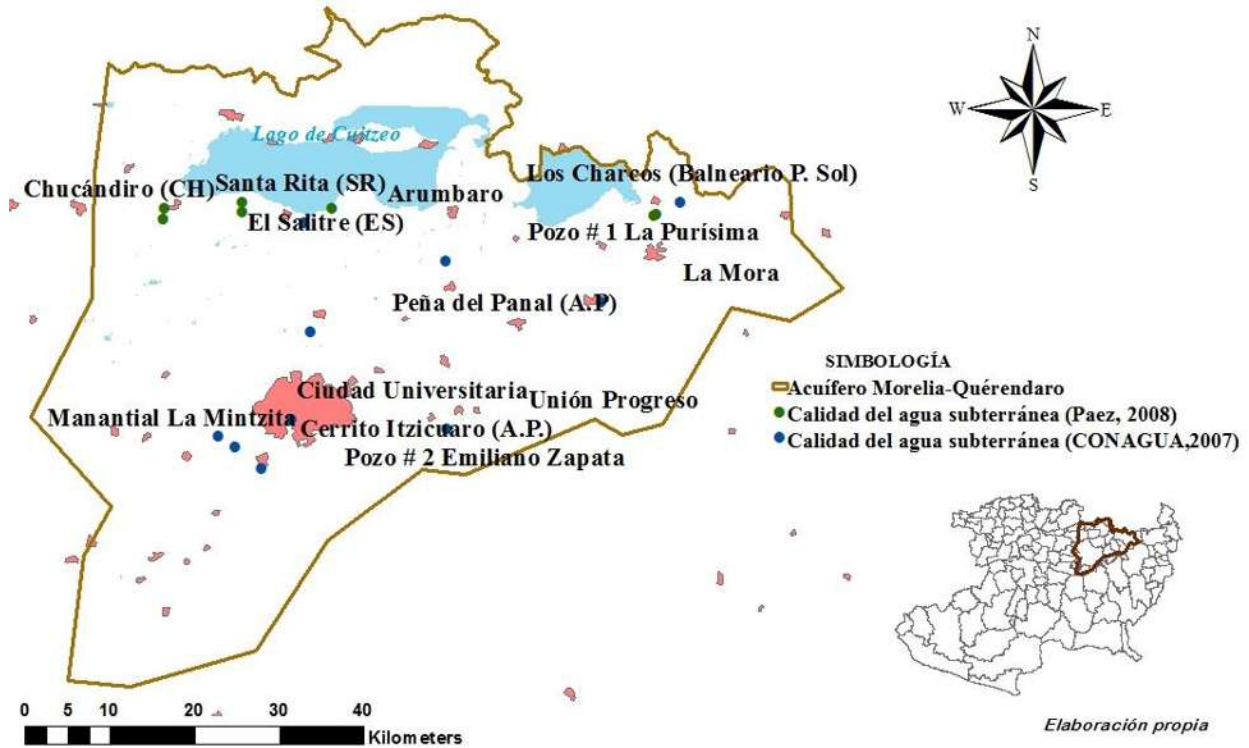 N
W E
S
Lago de Cuitzeo
Chucándiro (CH)
Santa Rita (SR)
Arumbaro
Los Charcos (Balneario P. Sol)
El Salitre (ES)
Pozo # 1 La Purísima
La Mora
Peña del Panal (A.P)
Ciudad Universitaria
Unión Progreso
Manantial La Mintzita
Cerrito Itzicuaro (A.P.)
Pozo # 2 Emiliano Zapata
SIMBOLOGÍA
Acuífero Morelia-Quérendaro
Calidad del agua subterránea (Paez, 2008)
Calidad del agua subterránea (CONAGUA,2007)
0 5 10 20 30 40
Kilometers
Elaboración propia